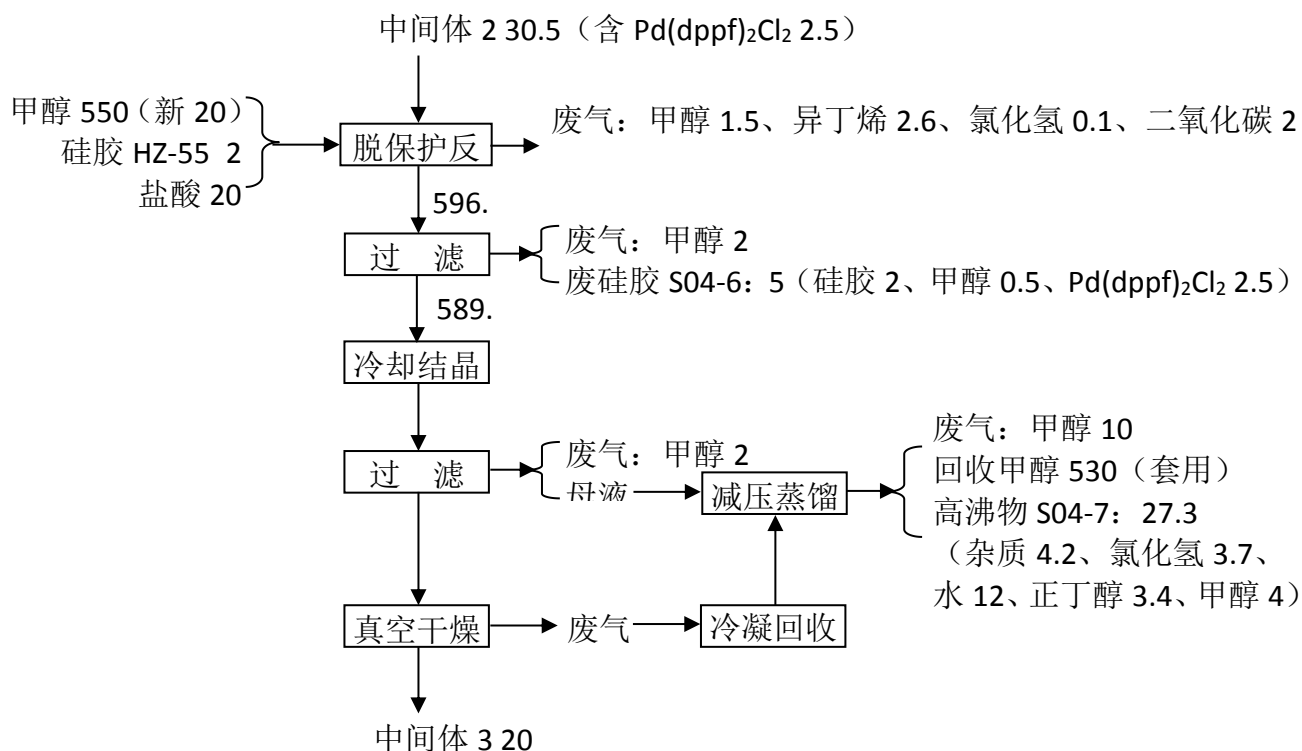 中间体 2 30.5（含 Pd(dppf)₂Cl₂ 2.5）
甲醇 550（新 20）
硅胶 HZ-55 2
盐酸 20
脱保护反
废气：甲醇 1.5、异丁烯 2.6、氯化氢 0.1、二氧化碳 2
596.
过 滤
废气：甲醇 2
废硅胶 S04-6：5（硅胶 2、甲醇 0.5、Pd(dppf)₂Cl₂ 2.5）
589.
冷却结晶
过 滤
废气：甲醇 2
母液
减压蒸馏
废气：甲醇 10
回收甲醇 530（套用）
高沸物 S04-7：27.3
（杂质 4.2、氯化氢 3.7、
水 12、正丁醇 3.4、甲醇 4）
真空干燥
废气
冷凝回收
中间体 3 20